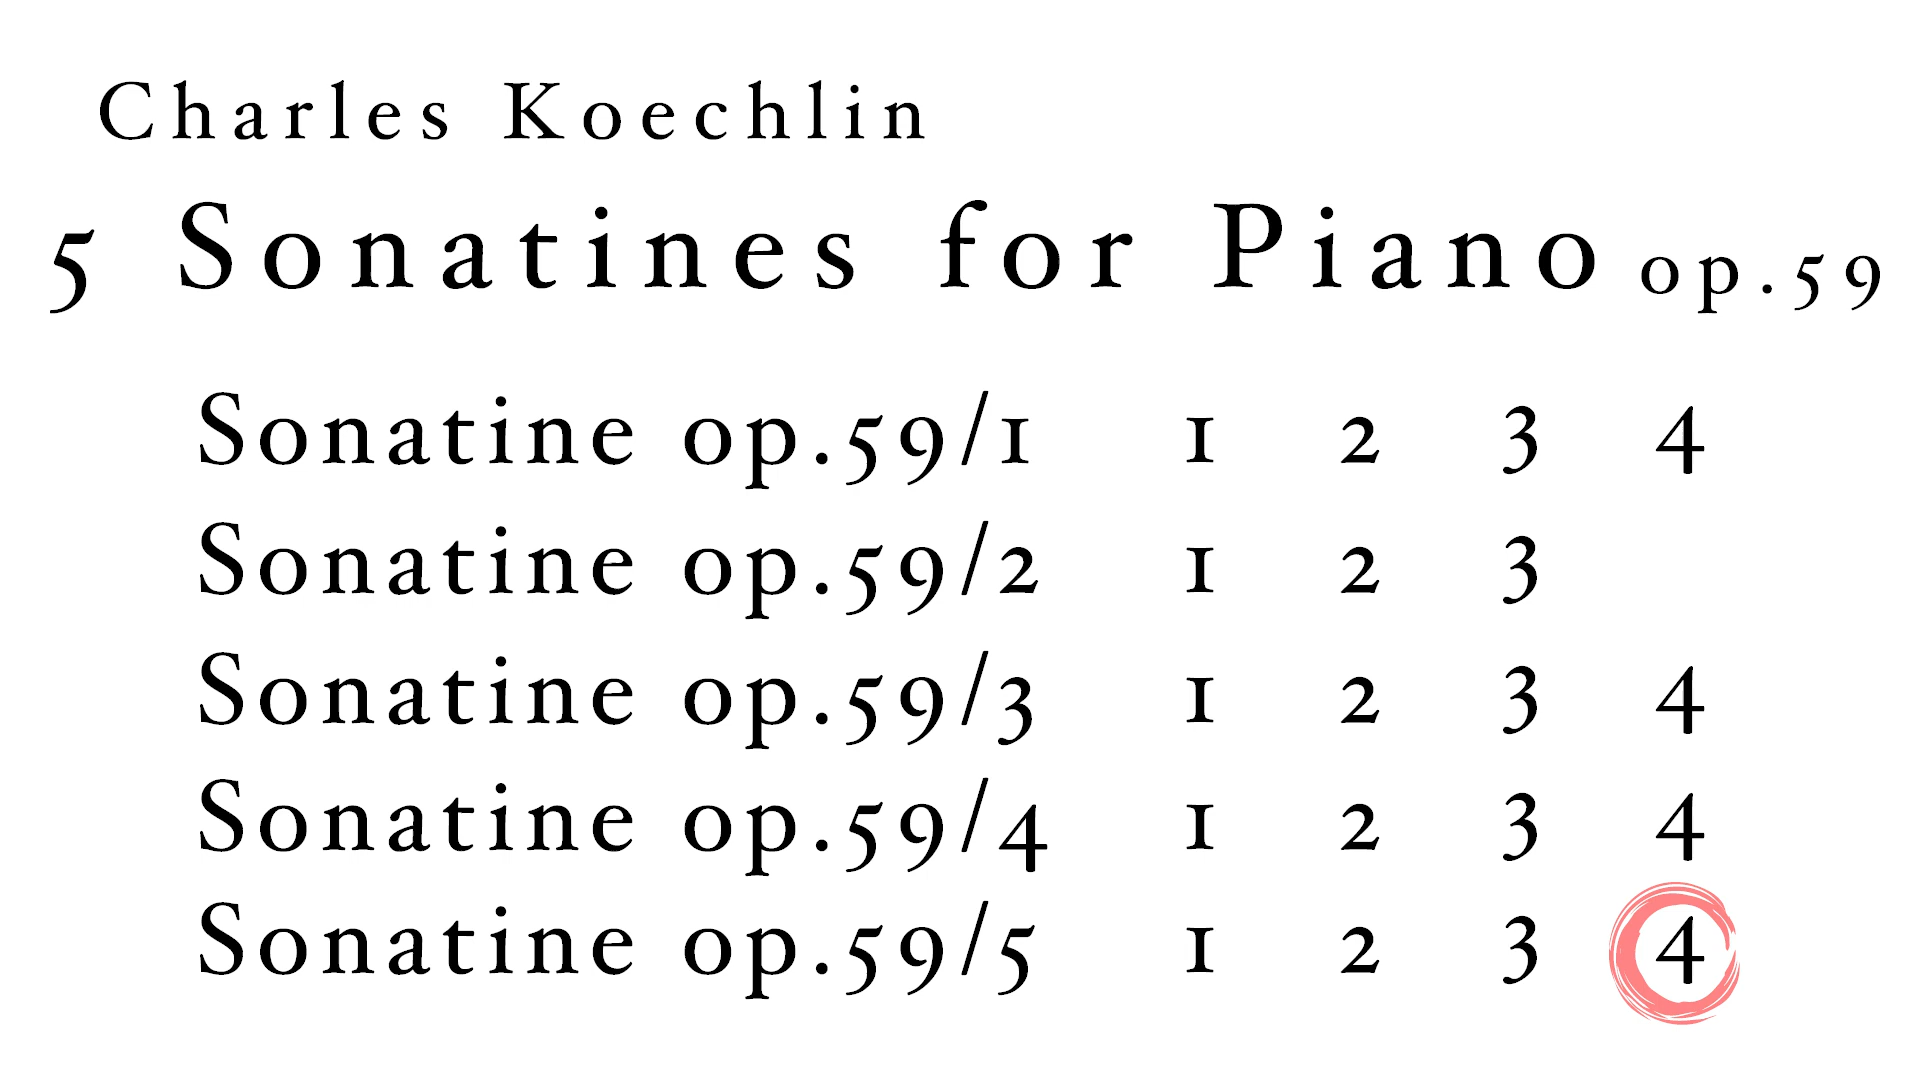 Charles Koechlin
5 Sonatines for Piano op.59
Sonatine op.59/1 1 2 3 4
Sonatine op.59/2 1 2 3
Sonatine op.59/3 1 2 3 4
Sonatine op.59/4 1 2 3 4
Sonatine op.59/5 1 2 3 4